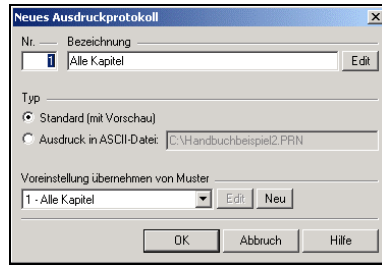 Neues Ausdruckprotokoll
Nr. Bezeichnung
1 Alle Kapitel Edit
Typ
Standard (mit Vorschau)
Ausdruck in ASCII-Datei: C:\Handbuchbeispiel2.PRN
Voreinstellung übernehmen von Muster
1 - Alle Kapitel Edit Neu
OK Abbruch Hilfe